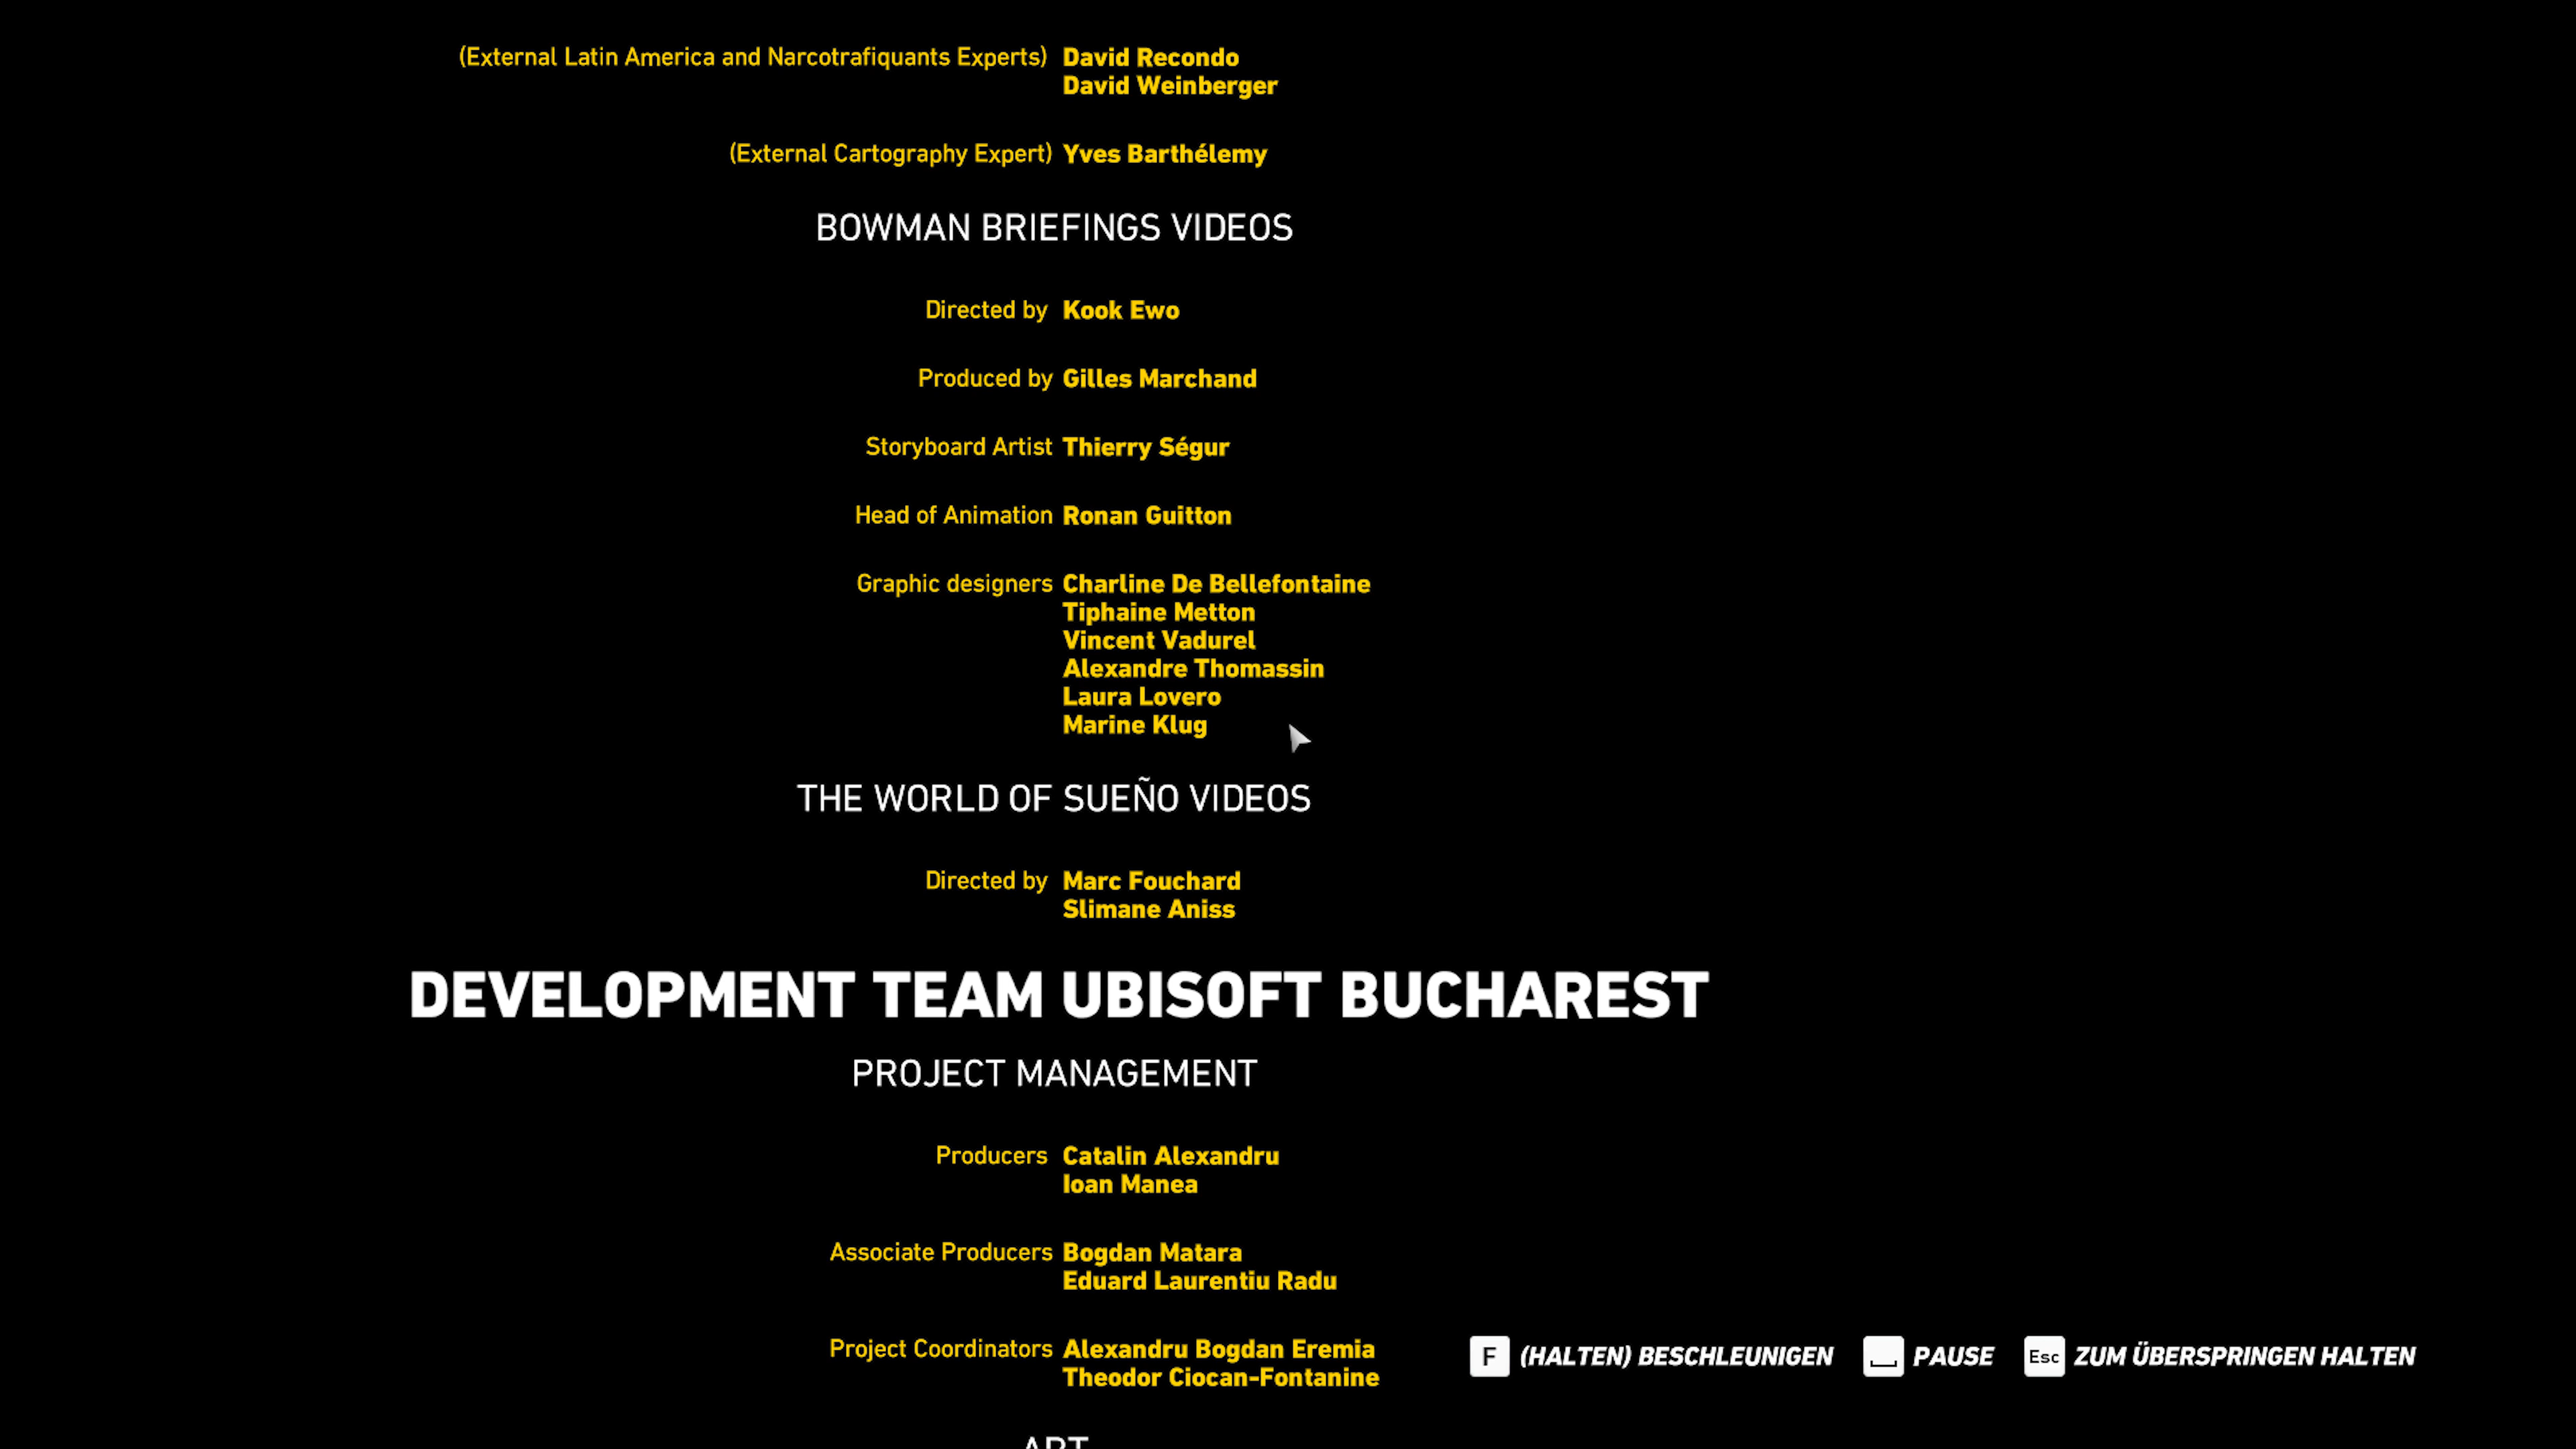 (External Latin America and Narcotrafiquants Experts) David Recondo
David Weinberger
(External Cartography Expert) Yves Barthélemy
BOWMAN BRIEFINGS VIDEOS
Directed by Kook Ewo
Produced by Gilles Marchand
Storyboard Artist Thierry Ségur
Head of Animation Ronan Guitton
Graphic designers Charline De Bellefontaine
Tiphaine Metton
Vincent Vadurel
Alexandre Thomassin
Laura Lovero
Marine Klug
THE WORLD OF SUEÑO VIDEOS
Directed by Marc Fouchard
Slimane Aniss
DEVELOPMENT TEAM UBISOFT BUCHAREST
PROJECT MANAGEMENT
Producers Catalin Alexandru
Ioan Manea
Associate Producers Bogdan Matara
Eduard Laurentiu Radu
Project Coordinators Alexandru Bogdan Eremia
Theodor Ciocan-Fontanine
F (HALTEN) BESCHLEUNIGEN PAUSE Esc ZUM ÜBERSPRINGEN HALTEN
ART